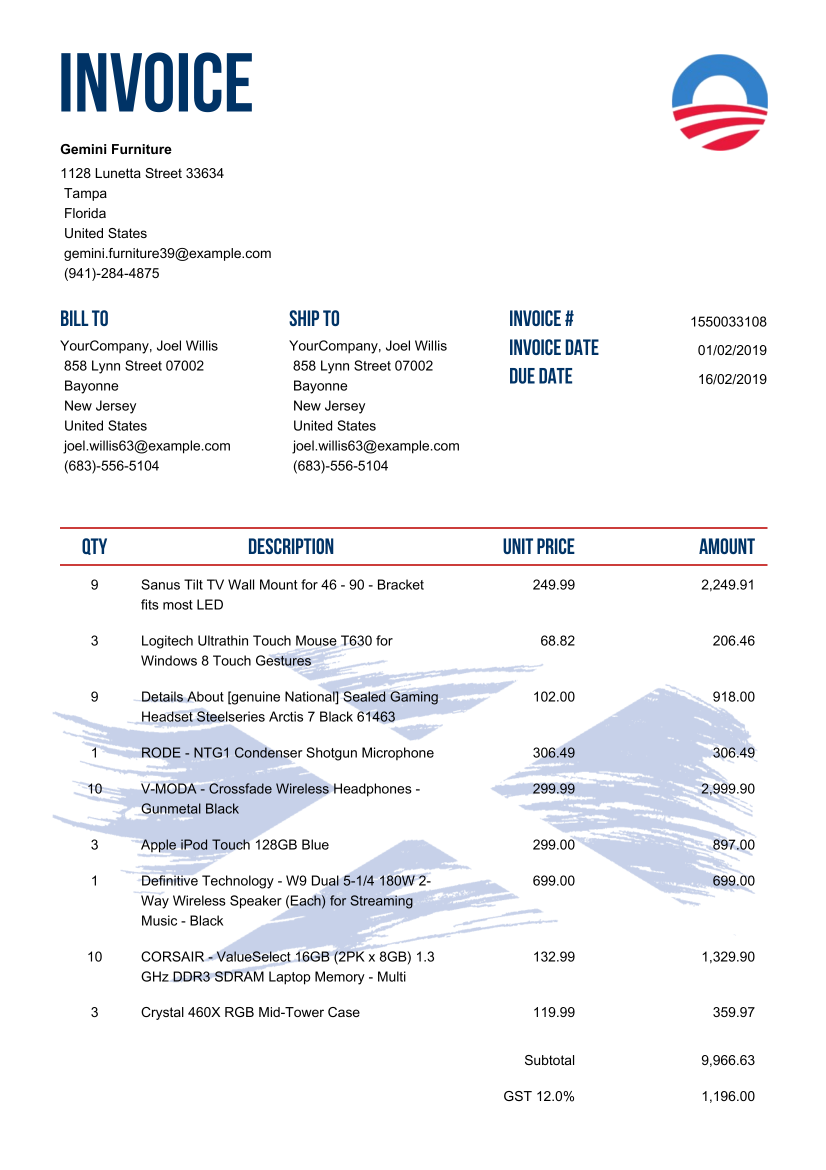 INVOICE
Gemini Furniture
1128 Lunetta Street 33634
Tampa
Florida
United States
gemini.furniture39@example.com
(941)-284-4875
BILL TO
YourCompany, Joel Willis
858 Lynn Street 07002
Bayonne
New Jersey
United States
joel.willis63@example.com
(683)-556-5104
SHIP TO
YourCompany, Joel Willis
858 Lynn Street 07002
Bayonne
New Jersey
United States
joel.willis63@example.com
(683)-556-5104
INVOICE # 1550033108
INVOICE DATE 01/02/2019
DUE DATE 16/02/2019
QTY DESCRIPTION UNIT PRICE AMOUNT
9 Sanus Tilt TV Wall Mount for 46 - 90 - Bracket 249.99 2,249.91
fits most LED
3 Logitech Ultrathin Touch Mouse T630 for 68.82 206.46
Windows 8 Touch Gestures
9 Details About [genuine National] Sealed Gaming 102.00 918.00
Headset Steelseries Arctis 7 Black 61463
1 RODE - NTG1 Condenser Shotgun Microphone 306.49 306.49
10 V-MODA - Crossfade Wireless Headphones - 299.99 2,999.90
Gunmetal Black
3 Apple iPod Touch 128GB Blue 299.00 897.00
1 Definitive Technology - W9 Dual 5-1/4 180W 2- 699.00 699.00
Way Wireless Speaker (Each) for Streaming
Music - Black
10 CORSAIR - ValueSelect 16GB (2PK x 8GB) 1.3 132.99 1,329.90
GHz DDR3 SDRAM Laptop Memory - Multi
3 Crystal 460X RGB Mid-Tower Case 119.99 359.97
Subtotal 9,966.63
GST 12.0% 1,196.00